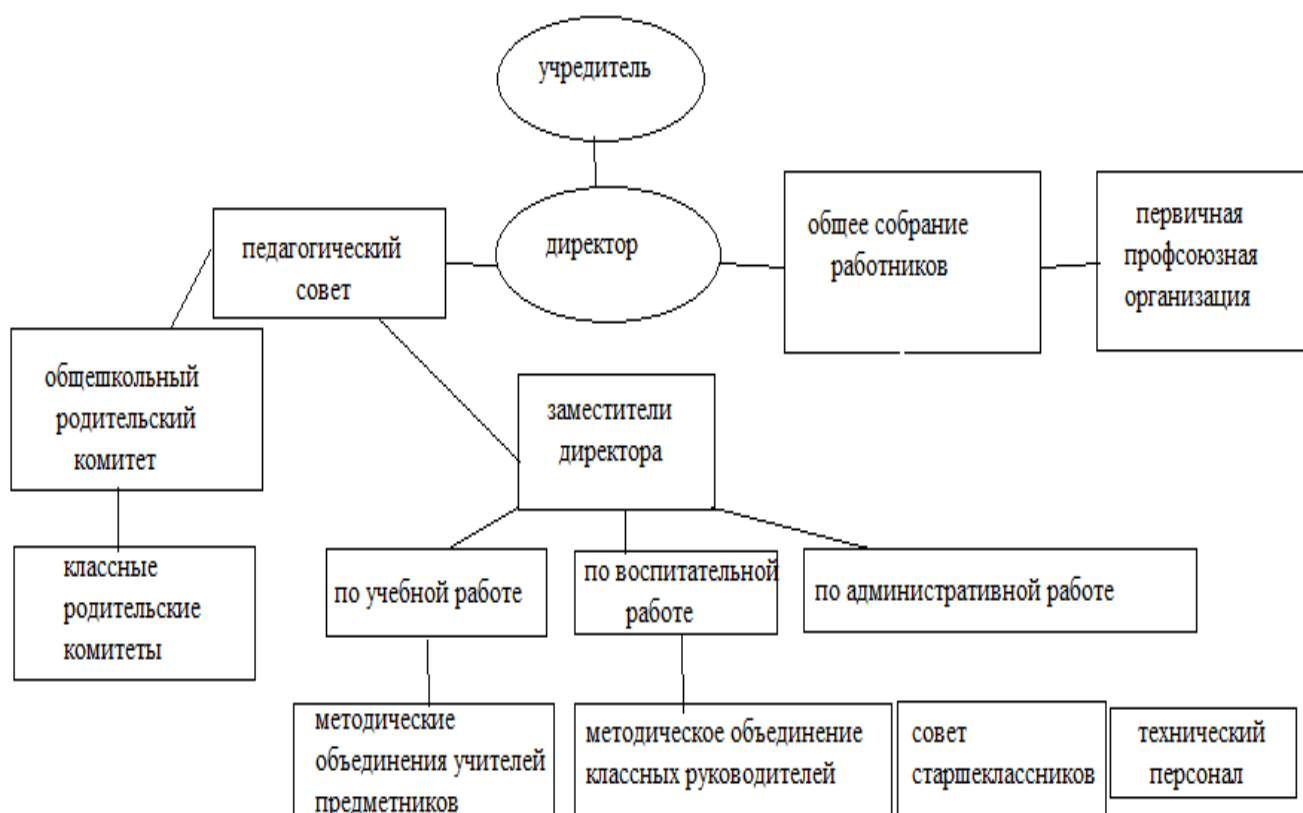 учредитель
педагогический
совет
директор
общее собрание
работников
первичная
профсоюзная
организация
общешкольный
родительский
комитет
заместители
директора
классные
родительские
комитеты
по учебной работе
по воспитательной
работе
по административной работе
методические
объединения учителей
предметников
методическое объединение
классных руководителей
совет
старшеклассников
технический
персонал